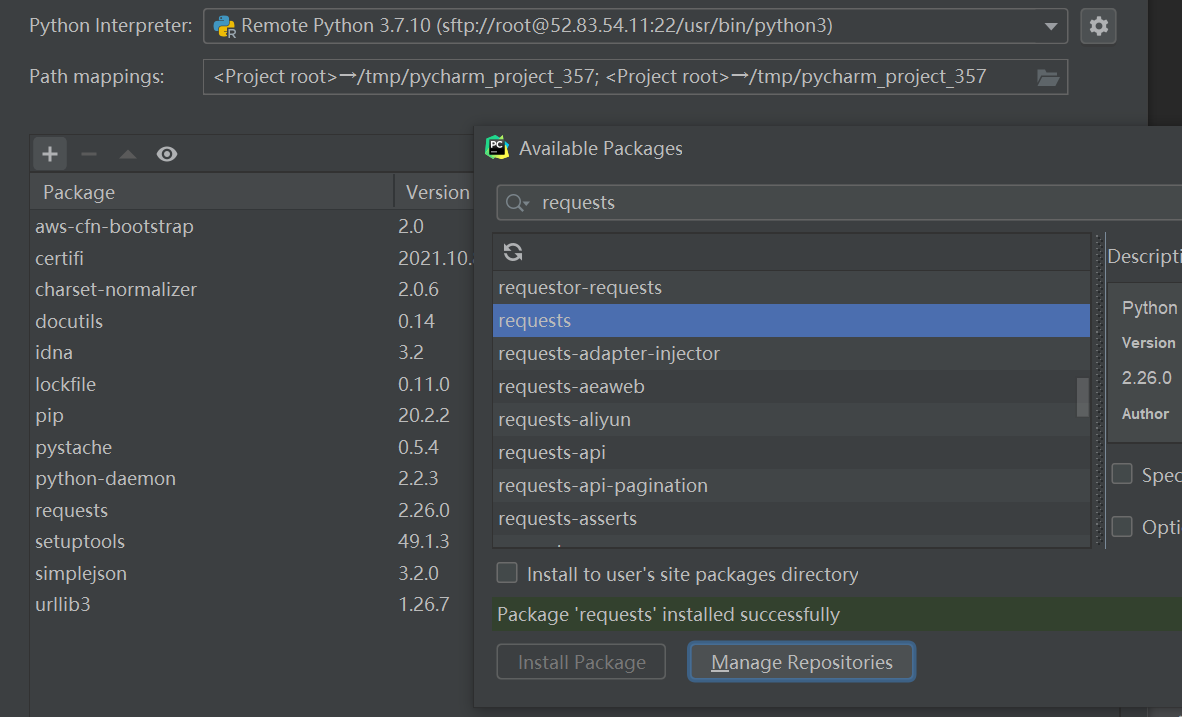 Python Interpreter: Remote Python 3.7.10 (sftp://root@52.83.54.11:22/usr/bin/python3)
Path mappings: <Project root>→/tmp/pycharm_project_357; <Project root>→/tmp/pycharm_project_357
Package Version
aws-cfn-bootstrap 2.0
certifi 2021.10.
charset-normalizer 2.0.6
docutils 0.14
idna 3.2
lockfile 0.11.0
pip 20.2.2
pystache 0.5.4
python-daemon 2.2.3
requests 2.26.0
setuptools 49.1.3
simplejson 3.2.0
urllib3 1.26.7
PC Available Packages
requests
requestor-requests
requests
requests-adapter-injector
requests-aeaweb
requests-aliyun
requests-api
requests-api-pagination
requests-asserts
Descripti
Python
Version
2.26.0
Author
Spec
Opti
Install to user's site packages directory
Package 'requests' installed successfully
Install Package Manage Repositories